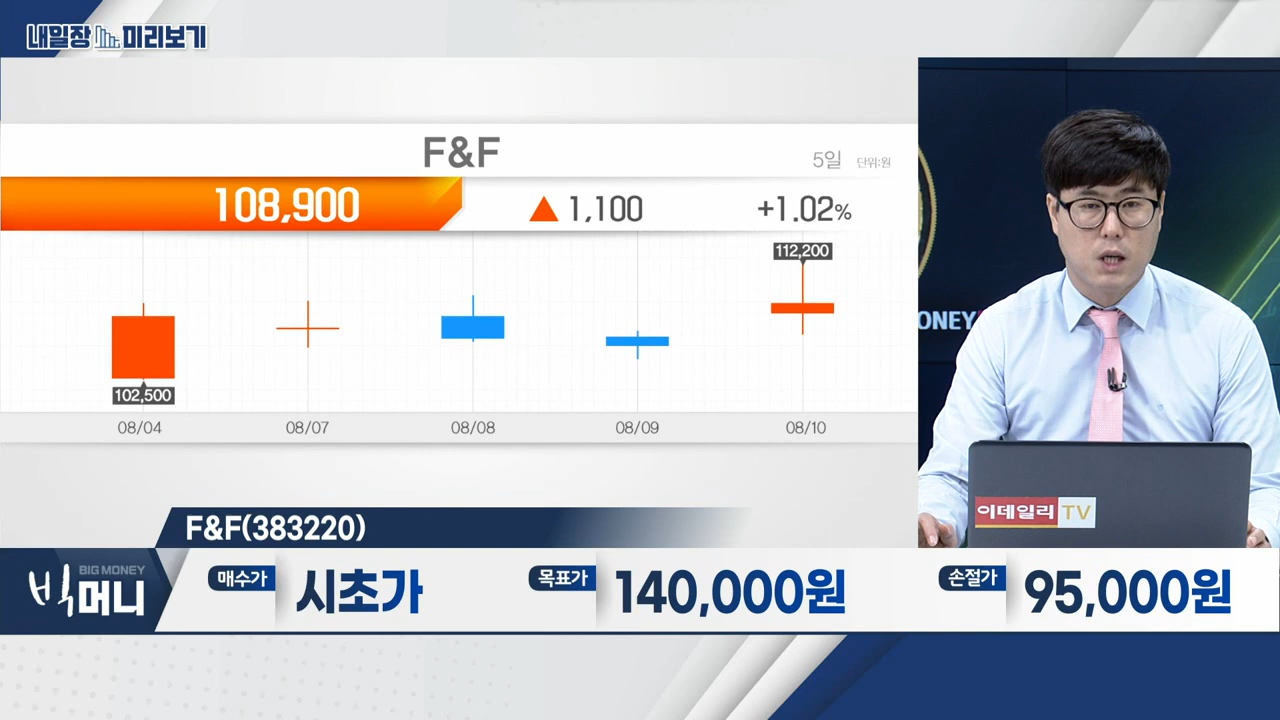 내일장 미리보기
F&F
5일 단위:원
108,900 ▲ 1,100 +1.02%
112,200
102,500
08/04 08/07 08/08 08/09 08/10
ONEY
이데일리 TV
F&F(383220)
BIG MONEY
빅머니
매수가 시초가 목표가 140,000원 손절가 95,000원